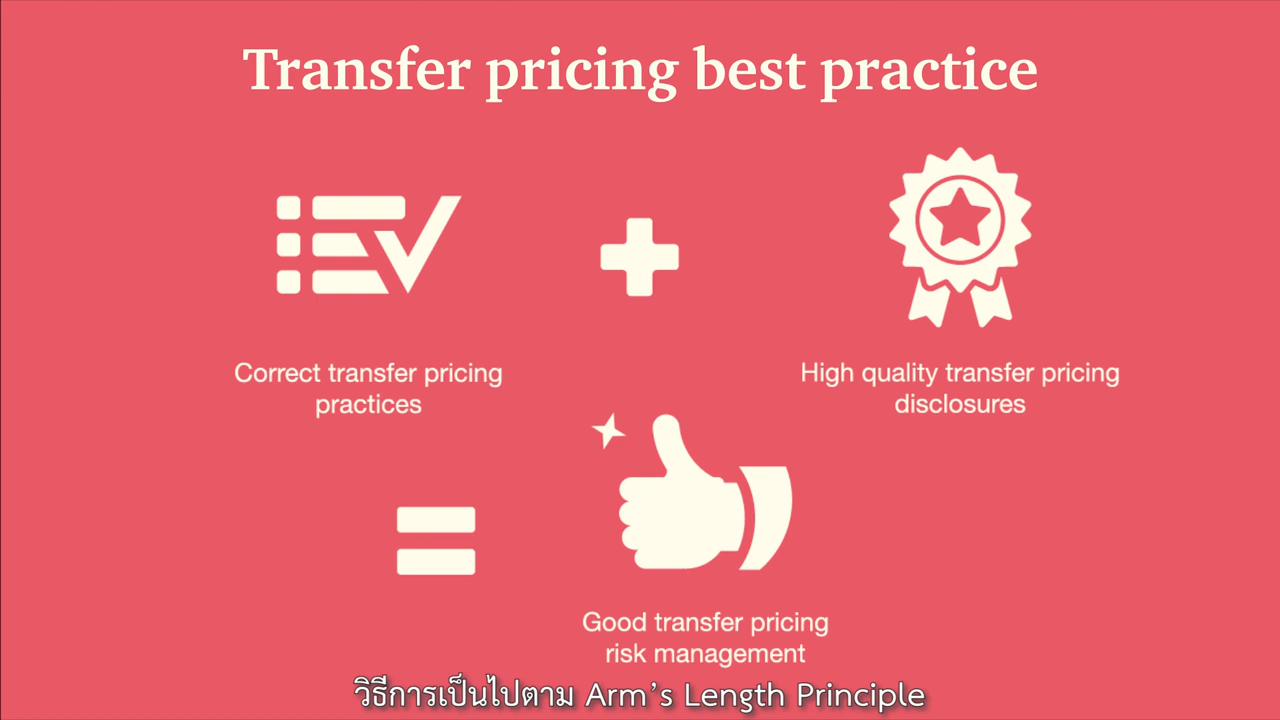 Transfer pricing best practice
Correct transfer pricing
practices
High quality transfer pricing
disclosures
Good transfer pricing
risk management
วิธีการเป็นไปตาม Arm's Length Principle